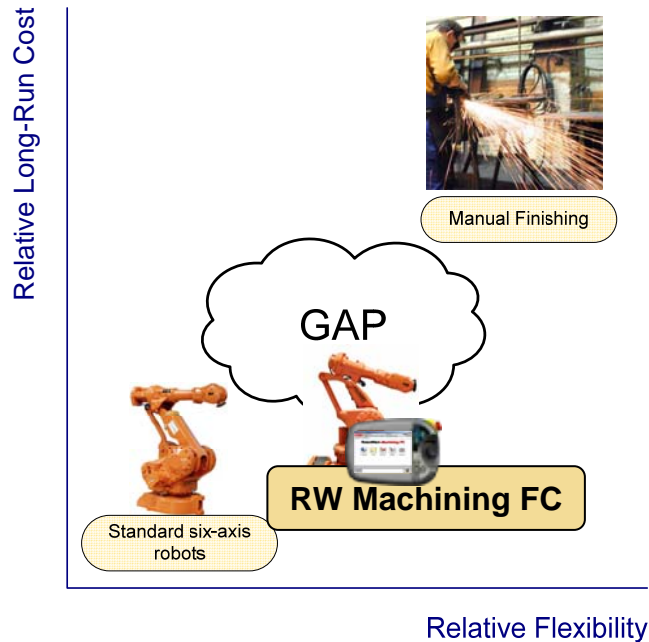 Relative Long-Run Cost
Manual Finishing
GAP
RW Machining FC
Standard six-axis
robots
Relative Flexibility